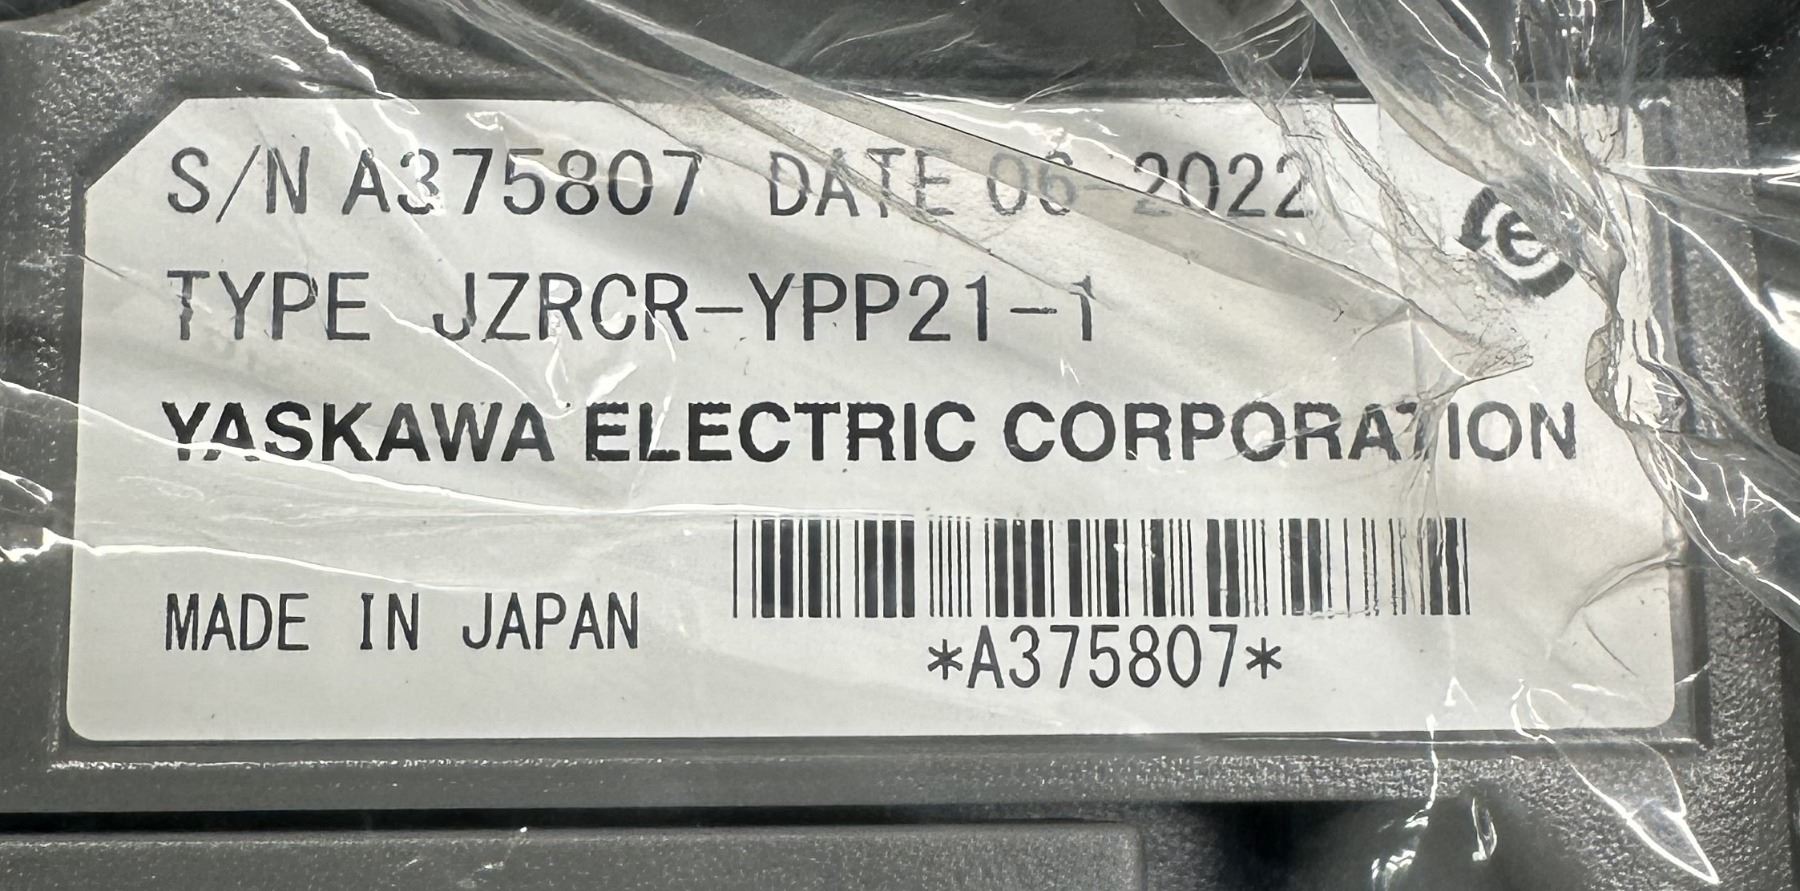 S/N A375807 DATE 06-2022
TYPE JZRCR-YPP21-1
YASKAWA ELECTRIC CORPORATION
MADE IN JAPAN
*A375807*